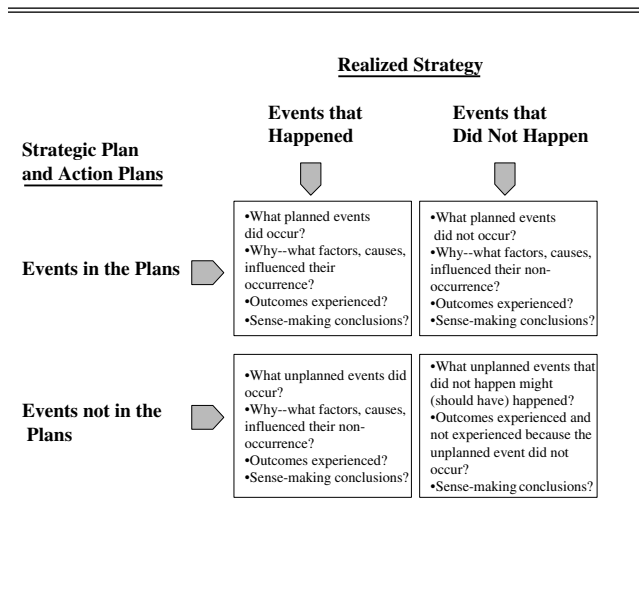 Realized Strategy
Events that
Happened
Events that
Did Not Happen
Strategic Plan
and Action Plans
Events in the Plans
•What planned events
did occur?
•Why--what factors, causes,
influenced their
occurrence?
•Outcomes experienced?
•Sense-making conclusions?
•What planned events
did not occur?
•Why--what factors, causes,
influenced their non-
occurrence?
•Outcomes experienced?
•Sense-making conclusions?
Events not in the
Plans
•What unplanned events did
occur?
•Why--what factors, causes,
influenced their non-
occurrence?
•Outcomes experienced?
•Sense-making conclusions?
•What unplanned events that
did not happen might
(should have) happened?
•Outcomes experienced and
not experienced because the
unplanned event did not
occur?
•Sense-making conclusions?